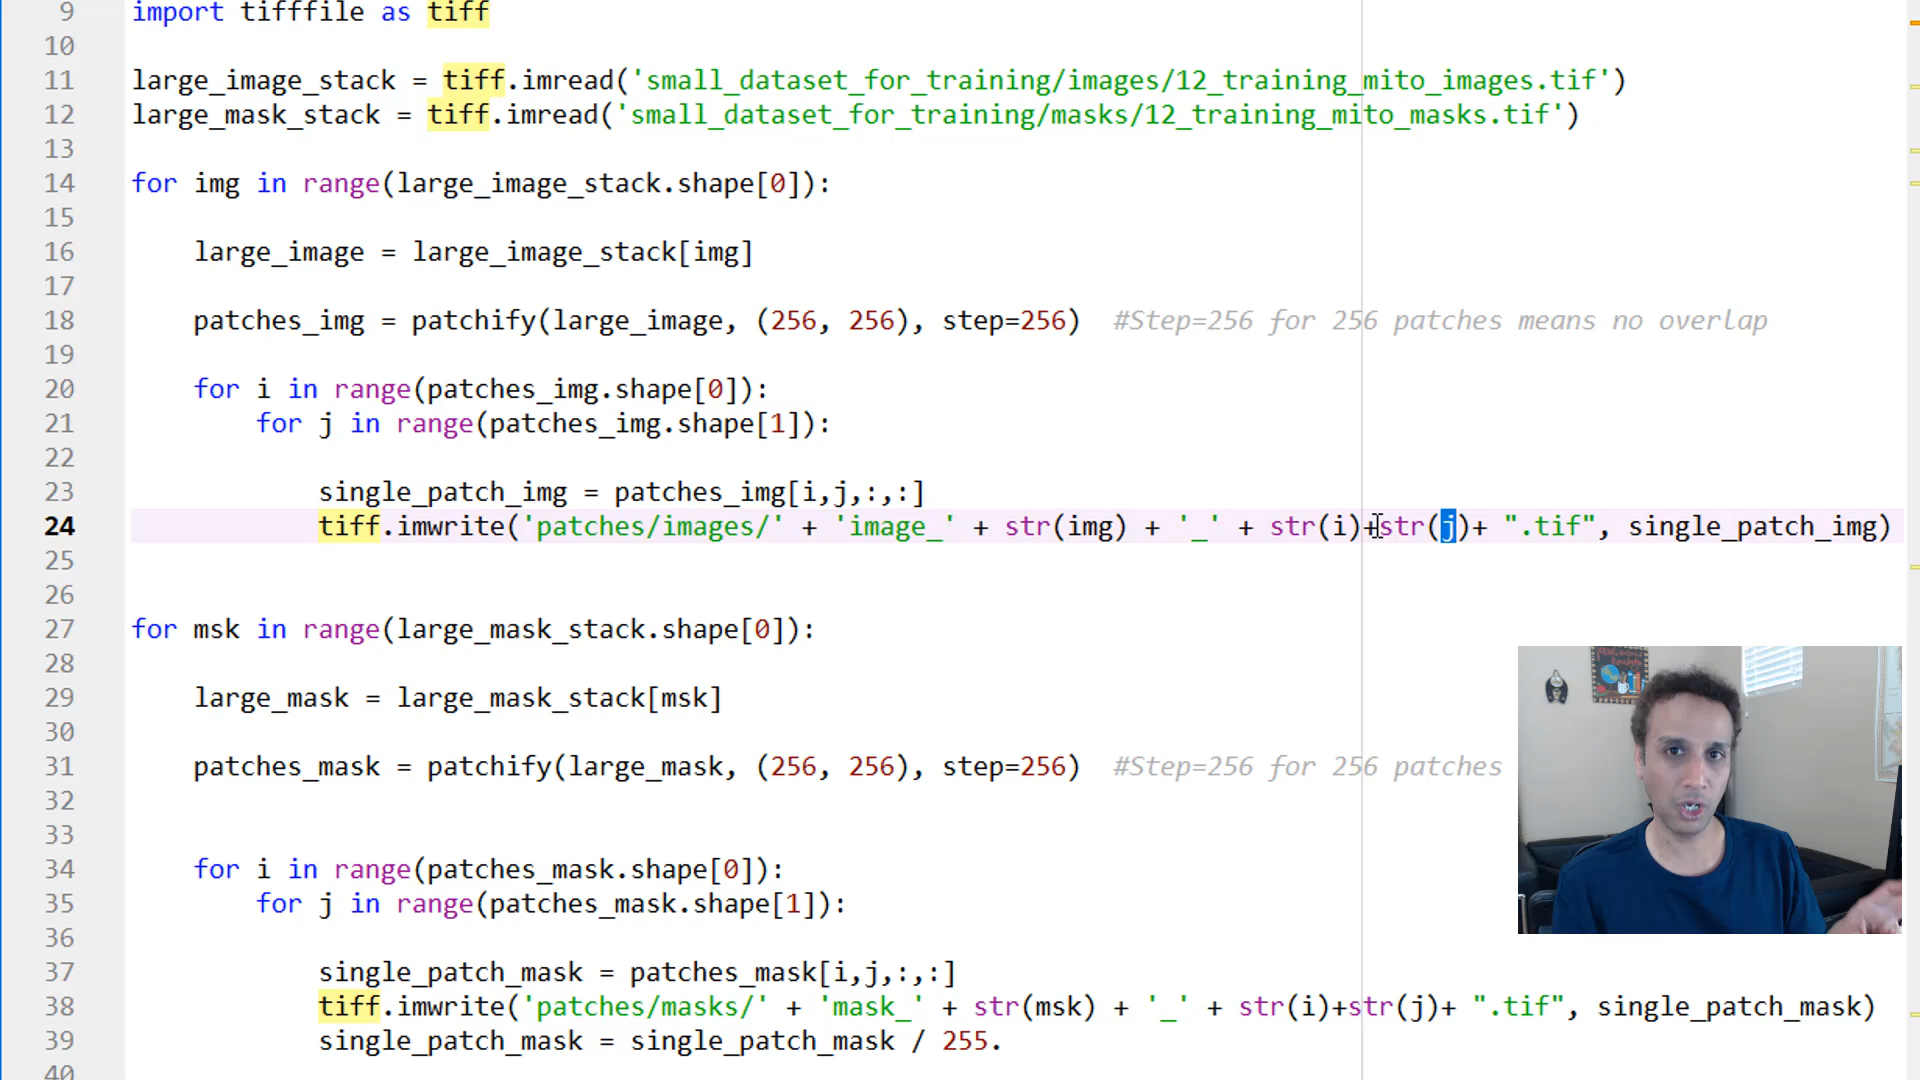 9 import tifffile as tiff
10
11 large_image_stack = tiff.imread('small_dataset_for_training/images/12_training_mito_images.tif')
12 large_mask_stack = tiff.imread('small_dataset_for_training/masks/12_training_mito_masks.tif')
13
14 for img in range(large_image_stack.shape[0]):
15
16     large_image = large_image_stack[img]
17
18     patches_img = patchify(large_image, (256, 256), step=256)  #Step=256 for 256 patches means no overlap
19
20     for i in range(patches_img.shape[0]):
21         for j in range(patches_img.shape[1]):
22
23             single_patch_img = patches_img[i,j,:,:]
24             tiff.imwrite('patches/images/' + 'image_' + str(img) + '_' + str(i)+str(j)+ ".tif", single_patch_img)
25
26
27 for msk in range(large_mask_stack.shape[0]):
28
29     large_mask = large_mask_stack[msk]
30
31     patches_mask = patchify(large_mask, (256, 256), step=256)  #Step=256 for 256 patches
32
33
34     for i in range(patches_mask.shape[0]):
35         for j in range(patches_mask.shape[1]):
36
37             single_patch_mask = patches_mask[i,j,:,:]
38             tiff.imwrite('patches/masks/' + 'mask_' + str(msk) + '_' + str(i)+str(j)+ ".tif", single_patch_mask)
39             single_patch_mask = single_patch_mask / 255.
40